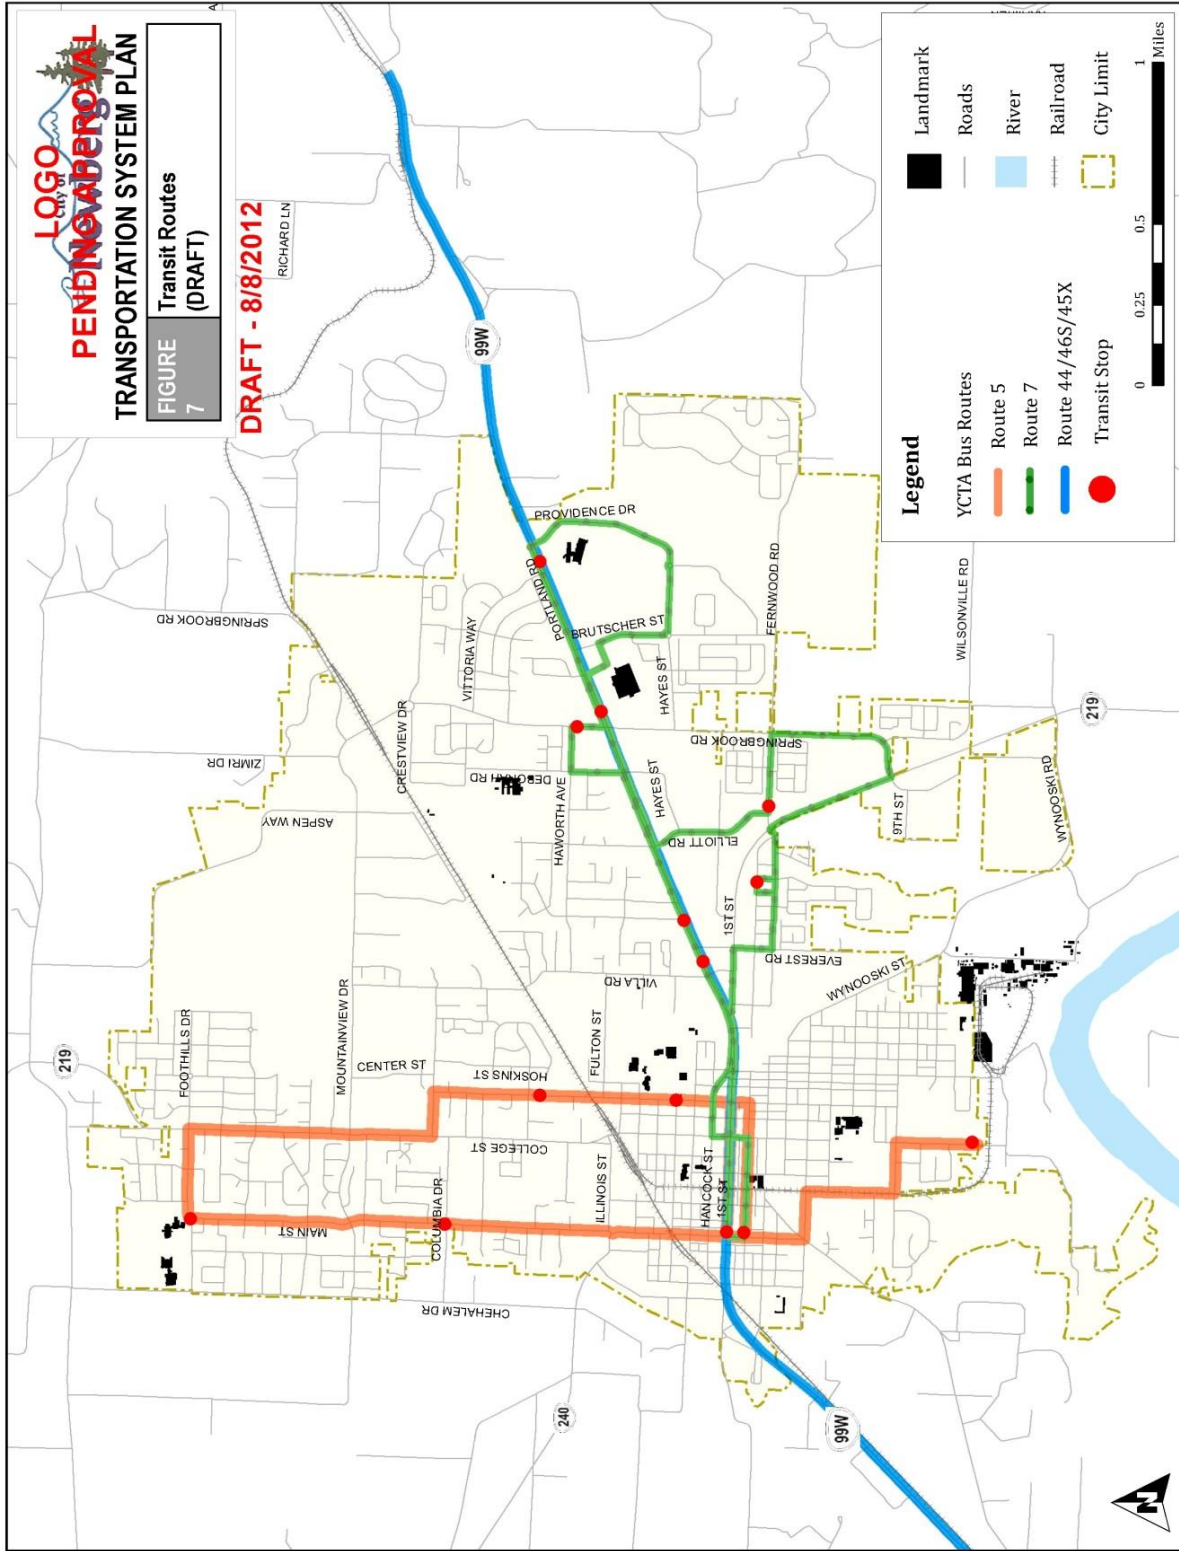 LOGO
City of
Newberg
PENDING APPROVAL
TRANSPORTATION SYSTEM PLAN
FIGURE
7
Transit Routes
(DRAFT)
DRAFT - 8/8/2012
RICHARD LN
99W
219
FOOTHILLS DR
MOUNTAINVIEW DR
CENTER ST
HOSKINS ST
COLLEGE ST
MAIN ST
COLUMBIA DR
CHEHALEM DR
ILLINOIS ST
FULTON ST
VILLA RD
HAWORTH AVE
DEBORAH RD
ASPEN WAY
ZIMRI DR
CRESTVIEW DR
VITTORIA WAY
SPRINGBROOK RD
PORTLAND RD
PROVIDENCE DR
BRUTSCHER ST
HAYES ST
HAYES ST
SPRINGBROOK RD
FERNWOOD RD
ELLIOTT RD
1ST ST
EVEREST RD
9TH ST
WYNOOSKI ST
WYNOOSKI RD
WILSONVILLE RD
219
HANCOCK ST
1ST ST
240
99W
N
Legend
YCTA Bus Routes
Route 5
Route 7
Route 44/46S/45X
Transit Stop
Landmark
Roads
River
Railroad
City Limit
0 0.25 0.5 1
Miles